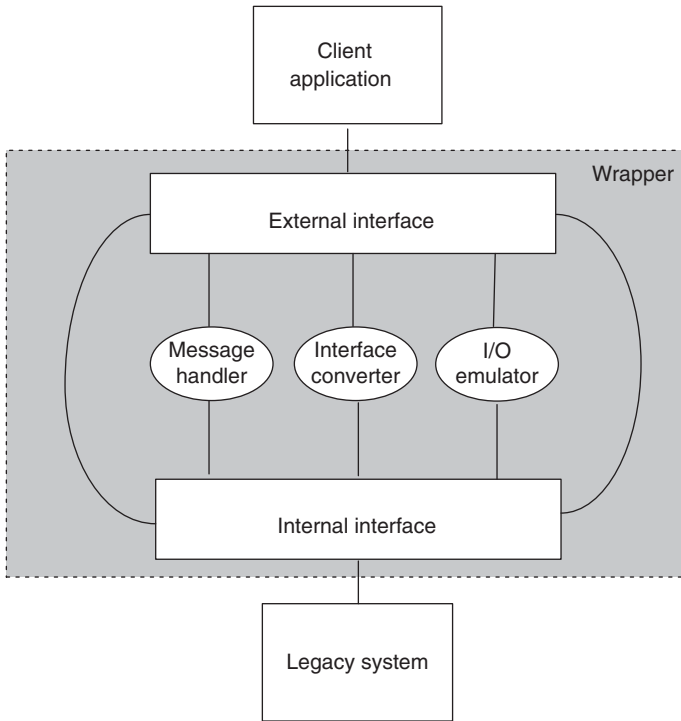 Client
application
Wrapper
External interface
Message
handler
Interface
converter
I/O
emulator
Internal interface
Legacy system